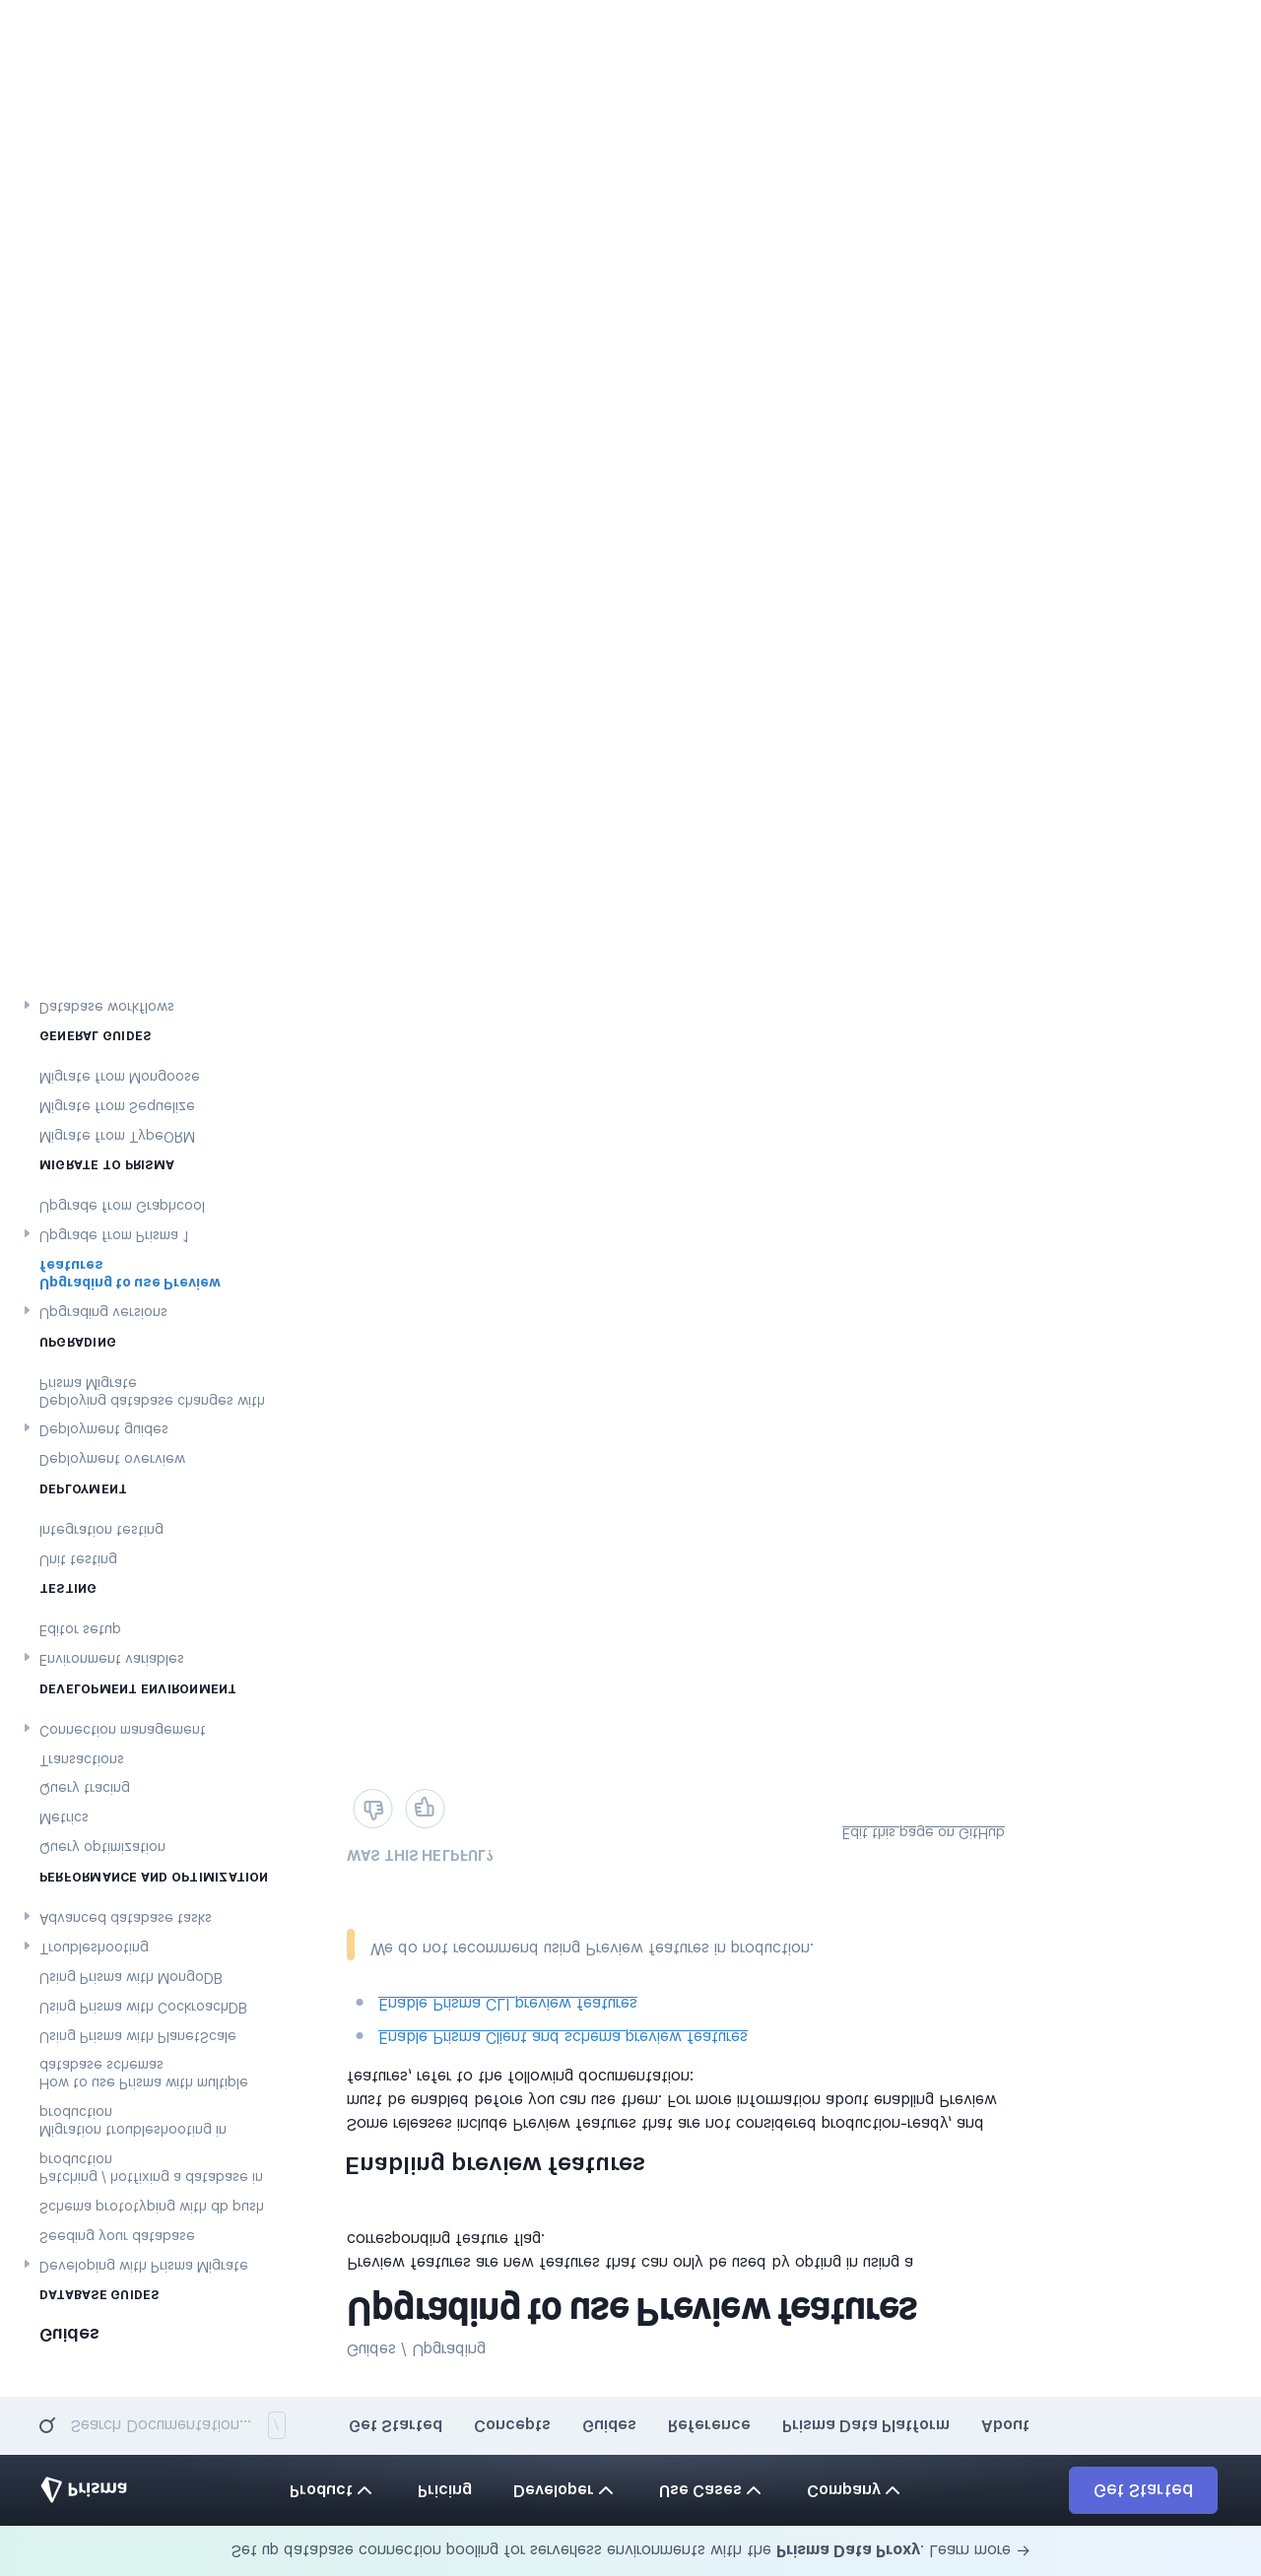 Set up database connection pooling for serverless environments with the Prisma Data Proxy. Learn more →
Prisma
Product
Pricing
Developer
Use Cases
Company
Get Started
Search Documentation...
/
Get Started
Concepts
Guides
Reference
Prisma Data Platform
About
Guides
DATABASE GUIDES
Developing with Prisma Migrate
Seeding your database
Schema prototyping with db push
Patching / hotfixing a database in
production
Migration troubleshooting in
production
How to use Prisma with multiple
database schemas
Using Prisma with PlanetScale
Using Prisma with CockroachDB
Using Prisma with MongoDB
Troubleshooting
Advanced database tasks
PERFORMANCE AND OPTIMIZATION
Query optimization
Metrics
Query tracing
Transactions
Connection management
DEVELOPMENT ENVIRONMENT
Environment variables
Editor setup
TESTING
Unit testing
Integration testing
DEPLOYMENT
Deployment overview
Deployment guides
Deploying database changes with
Prisma Migrate
UPGRADING
Upgrading versions
Upgrading to use Preview
features
Upgrade from Prisma 1
Upgrade from Graphcool
MIGRATE TO PRISMA
Migrate from TypeORM
Migrate from Sequelize
Migrate from Mongoose
GENERAL GUIDES
Database workflows
Guides / Upgrading
Upgrading to use Preview features
Preview features are new features that can only be used by opting in using a
corresponding feature flag.
Enabling preview features
Some releases include Preview features that are not considered production-ready, and
must be enabled before you can use them. For more information about enabling Preview
features, refer to the following documentation:
Enable Prisma Client and schema preview features
Enable Prisma CLI preview features
We do not recommend using Preview features in production.
WAS THIS HELPFUL?
Edit this page on GitHub